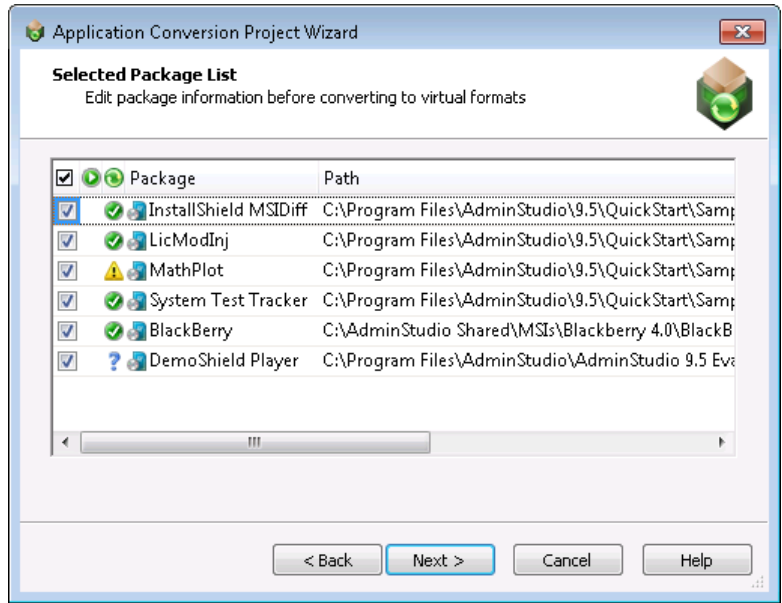 Application Conversion Project Wizard
Selected Package List
Edit package information before converting to virtual formats
Package Path
InstallShield MSIDiff C:\Program Files\AdminStudio\9.5\QuickStart\Samp
LicModInj C:\Program Files\AdminStudio\9.5\QuickStart\Samp
MathPlot C:\Program Files\AdminStudio\9.5\QuickStart\Samp
System Test Tracker C:\Program Files\AdminStudio\9.5\QuickStart\Samp
BlackBerry C:\AdminStudio Shared\MSIs\Blackberry 4.0\BlackB
DemoShield Player C:\Program Files\AdminStudio\AdminStudio 9.5 Eva
< Back Next > Cancel Help